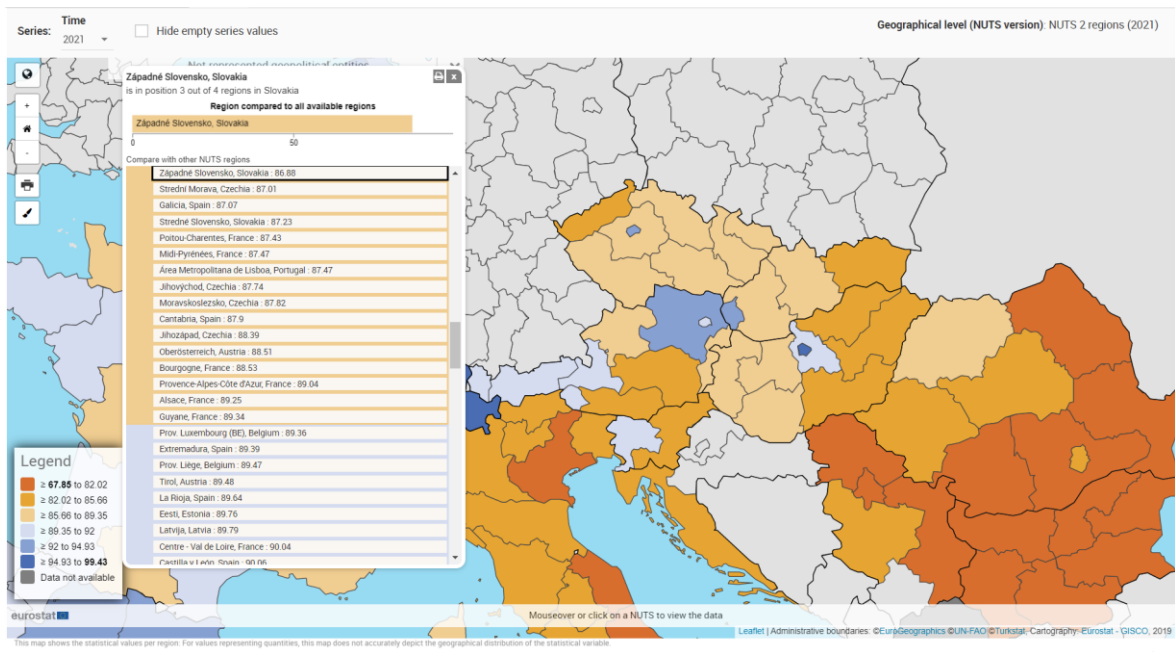 Series:
Time
2021
Hide empty series values
Geographical level (NUTS version): NUTS 2 regions (2021)
Not represented geopolitical entities
Západné Slovensko, Slovakia
x
is in position 3 out of 4 regions in Slovakia
Region compared to all available regions
Západné Slovensko, Slovakia
0 50
Compare with other NUTS regions
Západné Slovensko, Slovakia : 86.88
Strední Morava, Czechia : 87.01
Galicia, Spain : 87.07
Stredné Slovensko, Slovakia : 87.23
Poitou-Charentes, France : 87.43
Midi-Pyrénées, France : 87.47
Área Metropolitana de Lisboa, Portugal : 87.47
Jihovýchod, Czechia : 87.74
Moravskoslezsko, Czechia : 87.82
Cantabria, Spain : 87.9
Jihozápad, Czechia : 88.39
Oberösterreich, Austria : 88.51
Bourgogne, France : 88.53
Provence-Alpes-Côte d'Azur, France : 89.04
Alsace, France : 89.25
Guyane, France : 89.34
Prov. Luxembourg (BE), Belgium : 89.36
Extremadura, Spain : 89.39
Prov. Liège, Belgium : 89.47
Tirol, Austria : 89.48
La Rioja, Spain : 89.64
Eesti, Estonia : 89.76
Latvija, Latvia : 89.79
Centre - Val de Loire, France : 90.04
Castilla y León, Spain : 90.06
+
-
Legend
≥ 67.85 to 82.02
≥ 82.02 to 85.66
≥ 85.66 to 89.35
≥ 89.35 to 92
≥ 92 to 94.93
≥ 94.93 to 99.43
Data not available
eurostat
Mouseover or click on a NUTS to view the data
Leaflet | Administrative boundaries: ©EuroGeographics ©UN-FAO ©Turkstat, Cartography: Eurostat - GISCO, 2019
This map shows the statistical values per region. For values representing quantities, this map does not accurately depict the geographical distribution of the statistical variable.